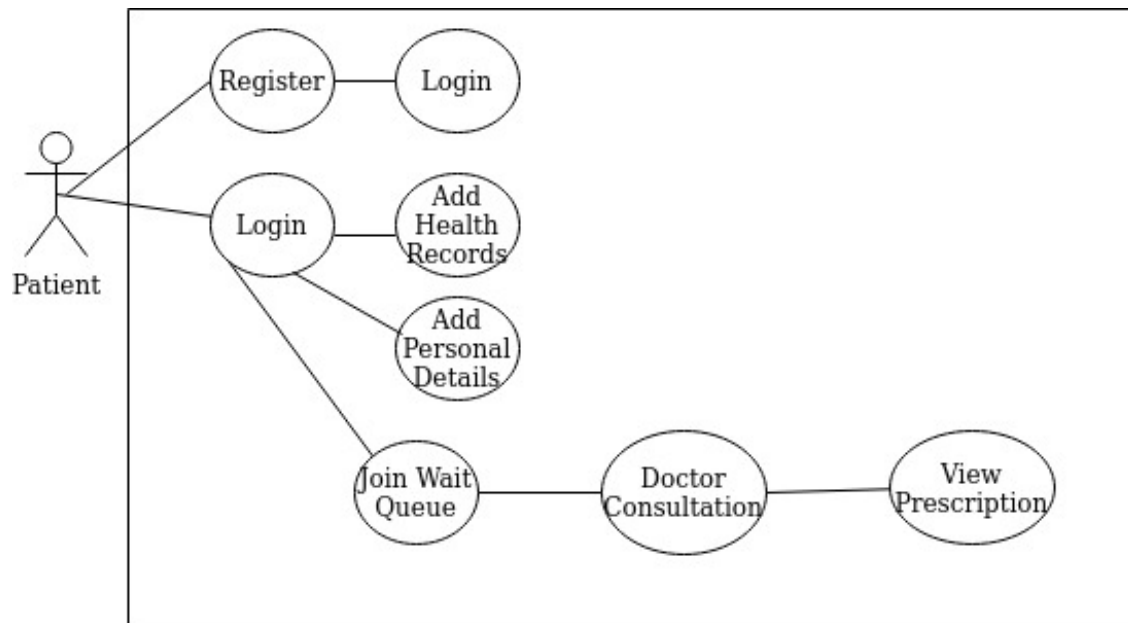 Register
Login
Patient
Login
Add
Health
Records
Add
Personal
Details
Join Wait
Queue
Doctor
Consultation
View
Prescription